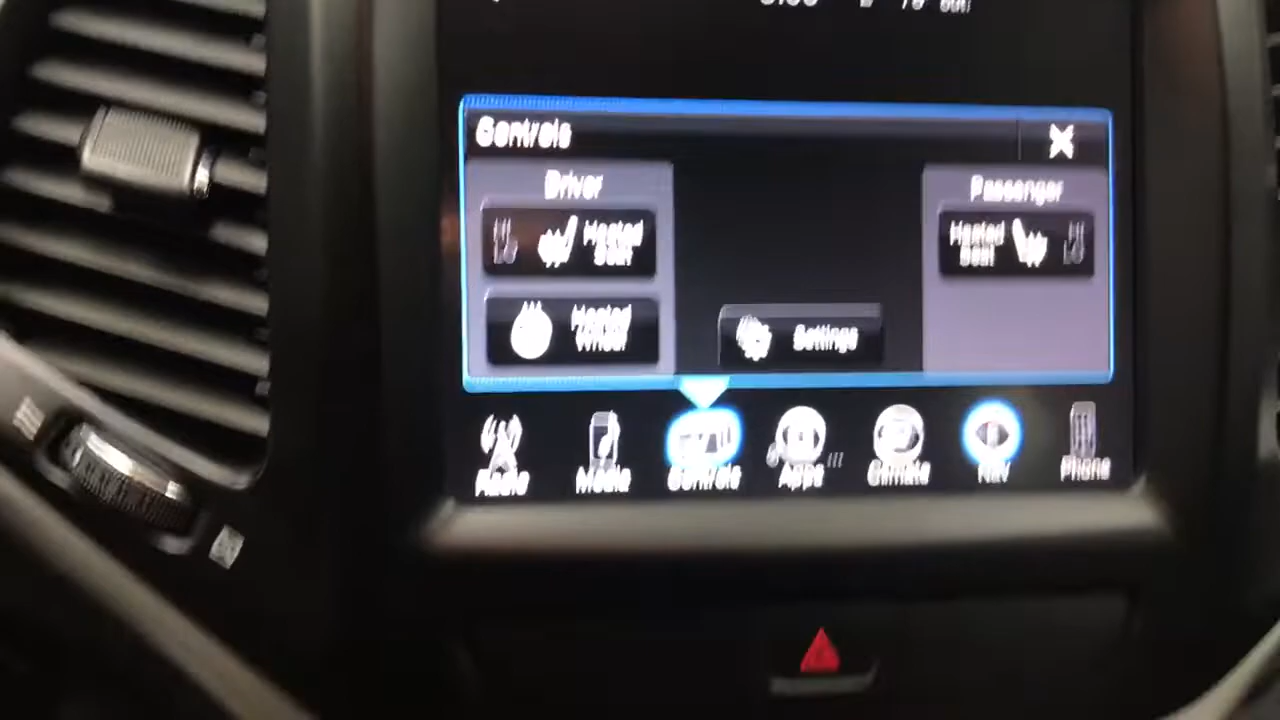 Controls
Driver
Passenger
Heated
Seat
Heated
Seat
Heated
Wheel
Settings
Radio
Media
Controls
Apps
Climate
Nav
Phone